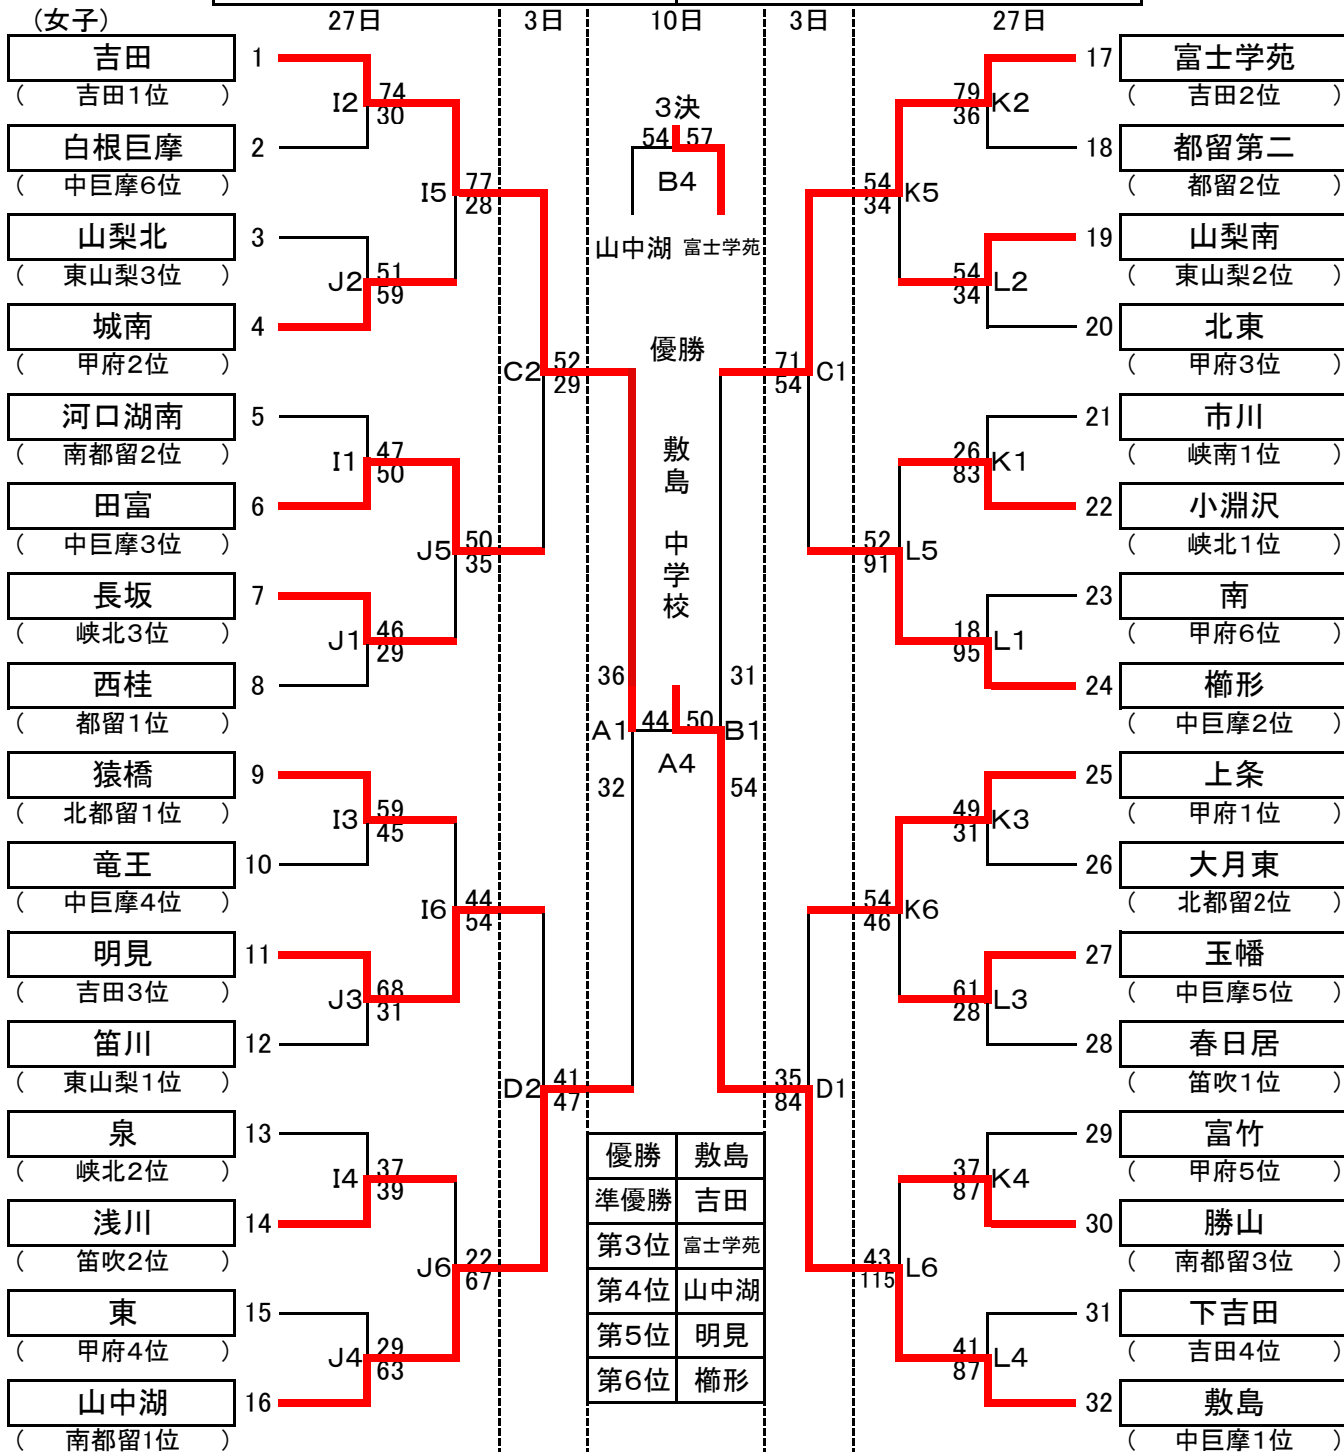 (女子) 27日 3日 10日 3日 27日
吉田 1
( 吉田1位 )
I2 74
30
白根巨摩 2
( 中巨摩6位 )
I5 77
28
山梨北 3
( 東山梨3位 )
J2 51
59
城南 4
( 甲府2位 )
C2 52
29
河口湖南 5
( 南都留2位 )
I1 47
50
田富 6
( 中巨摩3位 )
J5 50
35
長坂 7
( 峡北3位 )
J1 46
29
西桂 8
( 都留1位 )
猿橋 9
( 北都留1位 )
I3 59
45
竜王 10
( 中巨摩4位 )
I6 44
54
明見 11
( 吉田3位 )
J3 68
31
笛川 12
( 東山梨1位 )
D2 41
47
泉 13
( 峡北2位 )
I4 37
39
浅川 14
( 笛吹2位 )
J6 22
67
東 15
( 甲府4位 )
J4 29
63
山中湖 16
( 南都留1位 )
3決
54 57
B4
山中湖 富士学苑
優勝
敷島 中学校
36 31
A1 44 50 B1
A4
32 54
優勝 敷島
準優勝 吉田
第3位 富士学苑
第4位 山中湖
第5位 明見
第6位 櫛形
17 富士学苑
( 吉田2位 )
79 K2
36
18 都留第二
( 都留2位 )
54 K5
34
19 山梨南
( 東山梨2位 )
54 L2
34
20 北東
( 甲府3位 )
71 C1
54
21 市川
( 峡南1位 )
26 K1
83
22 小淵沢
( 峡北1位 )
52 L5
91
23 南
( 甲府6位 )
18 L1
95
24 櫛形
( 中巨摩2位 )
25 上条
( 甲府1位 )
49 K3
31
26 大月東
( 北都留2位 )
54 K6
46
27 玉幡
( 中巨摩5位 )
61 L3
28
28 春日居
( 笛吹1位 )
35 D1
84
29 富竹
( 甲府5位 )
37 K4
87
30 勝山
( 南都留3位 )
43 L6
115
31 下吉田
( 吉田4位 )
41 L4
87
32 敷島
( 中巨摩1位 )